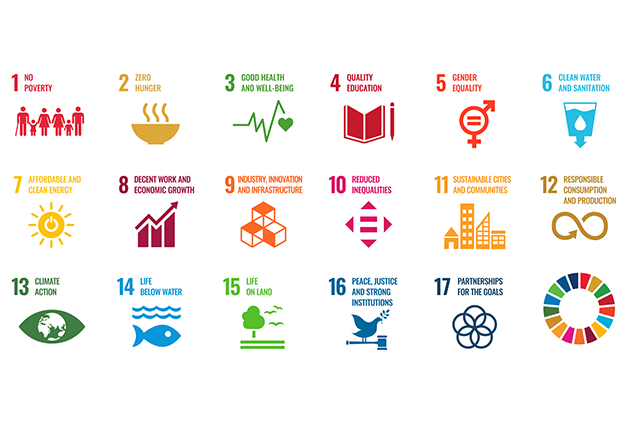 1 NO
POVERTY
2 ZERO
HUNGER
3 GOOD HEALTH
AND WELL-BEING
4 QUALITY
EDUCATION
5 GENDER
EQUALITY
6 CLEAN WATER
AND SANITATION
7 AFFORDABLE AND
CLEAN ENERGY
8 DECENT WORK AND
ECONOMIC GROWTH
9 INDUSTRY, INNOVATION
AND INFRASTRUCTURE
10 REDUCED
INEQUALITIES
11 SUSTAINABLE CITIES
AND COMMUNITIES
12 RESPONSIBLE
CONSUMPTION
AND PRODUCTION
13 CLIMATE
ACTION
14 LIFE
BELOW WATER
15 LIFE
ON LAND
16 PEACE, JUSTICE
AND STRONG
INSTITUTIONS
17 PARTNERSHIPS
FOR THE GOALS